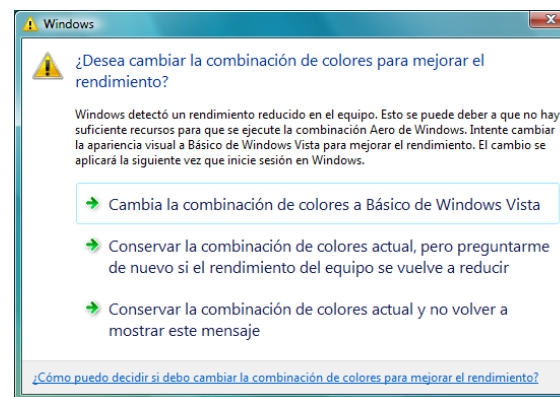 Windows
¿Desea cambiar la combinación de colores para mejorar el
rendimiento?
Windows detectó un rendimiento reducido en el equipo. Esto se puede deber a que no hay
suficiente recursos para que se ejecute la combinación Aero de Windows. Intente cambiar
la apariencia visual a Básico de Windows Vista para mejorar el rendimiento. El cambio se
aplicará la siguiente vez que inicie sesión en Windows.
Cambia la combinación de colores a Básico de Windows Vista
Conservar la combinación de colores actual, pero preguntarme
de nuevo si el rendimiento del equipo se vuelve a reducir
Conservar la combinación de colores actual y no volver a
mostrar este mensaje
¿Cómo puedo decidir si debo cambiar la combinación de colores para mejorar el rendimiento?